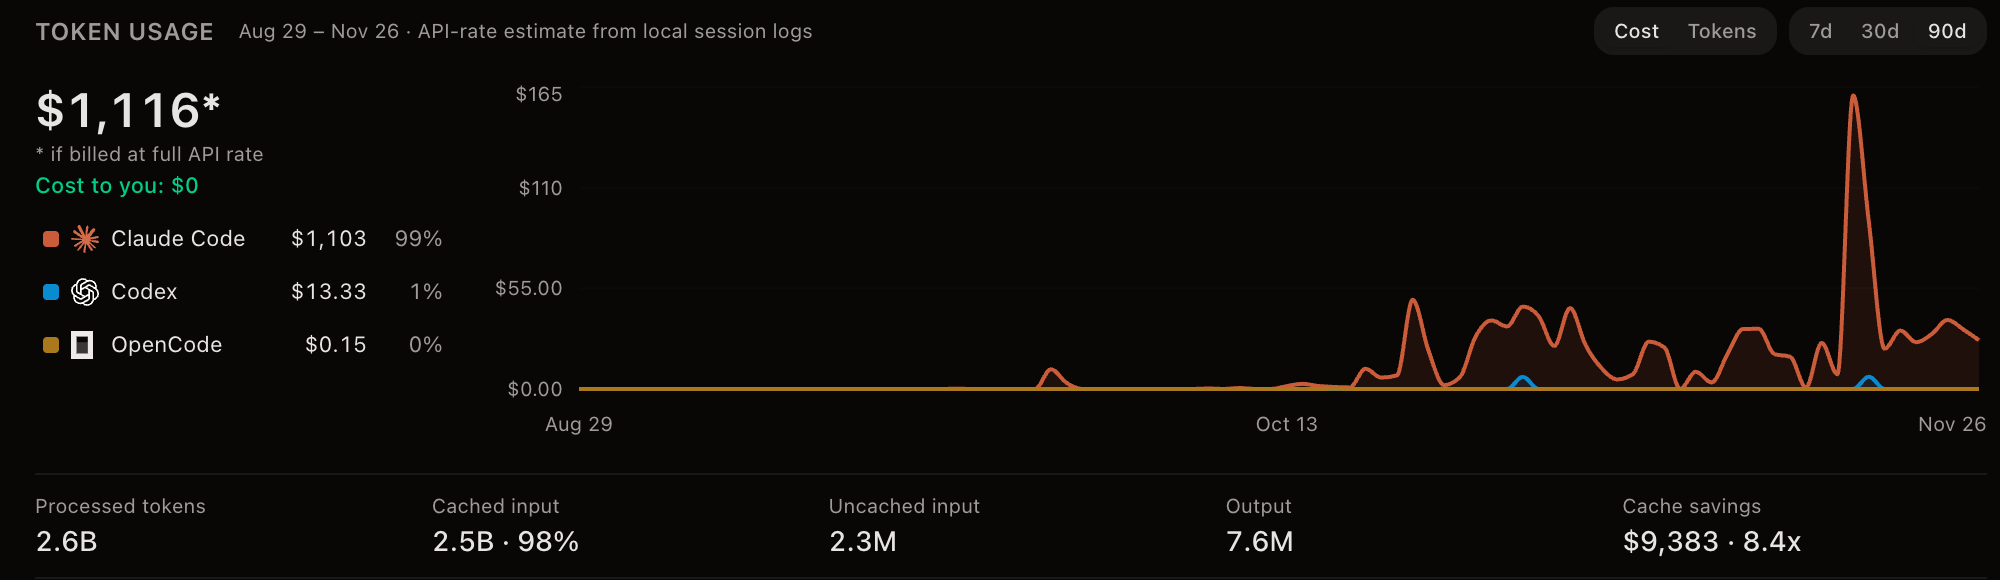 TOKEN USAGE Aug 29 – Nov 26 · API-rate estimate from local session logs
Cost Tokens
7d 30d 90d
$1,116*
* if billed at full API rate
Cost to you: $0
Claude Code $1,103 99%
Codex $13.33 1%
OpenCode $0.15 0%
$165
$110
$55.00
$0.00
Aug 29 Oct 13 Nov 26
Processed tokens
2.6B
Cached input
2.5B · 98%
Uncached input
2.3M
Output
7.6M
Cache savings
$9,383 · 8.4x